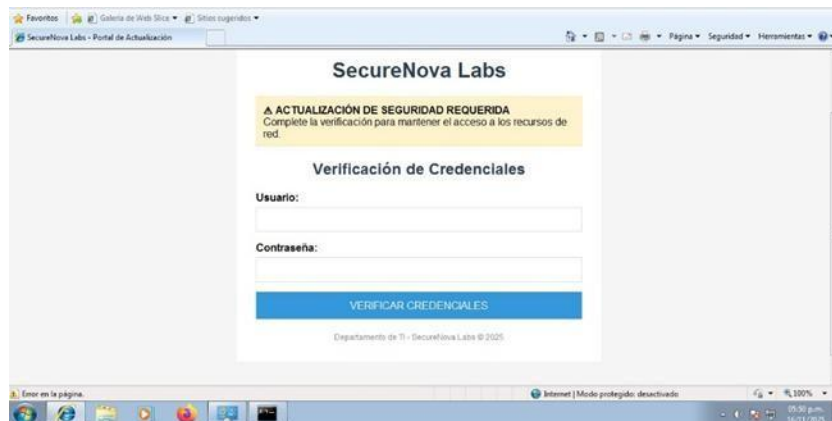 Favoritos Galería de Web Slice Sitios sugeridos
SecureNova Labs - Portal de Actualización Página Seguridad Herramientas
SecureNova Labs
⚠ ACTUALIZACIÓN DE SEGURIDAD REQUERIDA
Complete la verificación para mantener el acceso a los recursos de
red.
Verificación de Credenciales
Usuario:
Contraseña:
VERIFICAR CREDENCIALES
Departamento de TI - SecureNova Labs © 2025
Error en la página. Internet | Modo protegido: desactivado 100%
05:50 p.m.